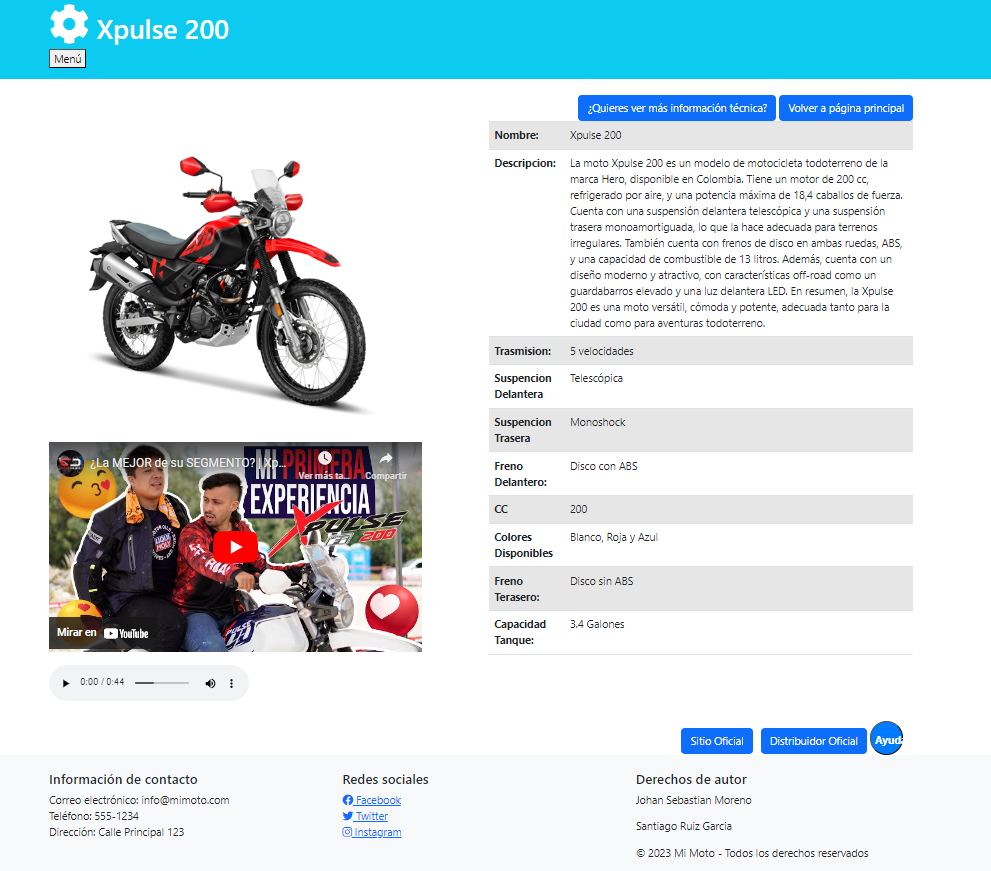 Xpulse 200
Menú
¿Quieres ver más información técnica?
Volver a página principal
Nombre:
Xpulse 200
Descripcion:
La moto Xpulse 200 es un modelo de motocicleta todoterreno de la
marca Hero, disponible en Colombia. Tiene un motor de 200 cc,
refrigerado por aire, y una potencia máxima de 18,4 caballos de fuerza.
Cuenta con una suspensión delantera telescópica y una suspensión
trasera monoamortiguada, lo que la hace adecuada para terrenos
irregulares. También cuenta con frenos de disco en ambas ruedas, ABS,
y una capacidad de combustible de 13 litros. Además, cuenta con un
diseño moderno y atractivo, con características off-road como un
guardabarros elevado y una luz delantera LED. En resumen, la Xpulse
200 es una moto versátil, cómoda y potente, adecuada tanto para la
ciudad como para aventuras todoterreno.
Trasmision:
5 velocidades
Suspencion
Delantera
Telescópica
Suspencion
Trasera
Monoshock
Freno
Delantero:
Disco con ABS
CC
200
Colores
Disponibles
Blanco, Roja y Azul
Freno
Terasero:
Disco sin ABS
Capacidad
Tanque:
3.4 Galones
¿La MEJOR de su SEGMENTO? | Xp...
Ver más ta...
Compartir
MI PRIMERA
EXPERIENCIA
XPULSE
200
Mirar en YouTube
0:00 / 0:44
Sitio Oficial
Distribuidor Oficial
Ayuda
Información de contacto
Correo electrónico: info@mimoto.com
Teléfono: 555-1234
Dirección: Calle Principal 123
Redes sociales
Facebook
Twitter
Instagram
Derechos de autor
Johan Sebastian Moreno
Santiago Ruiz Garcia
© 2023 Mi Moto - Todos los derechos reservados